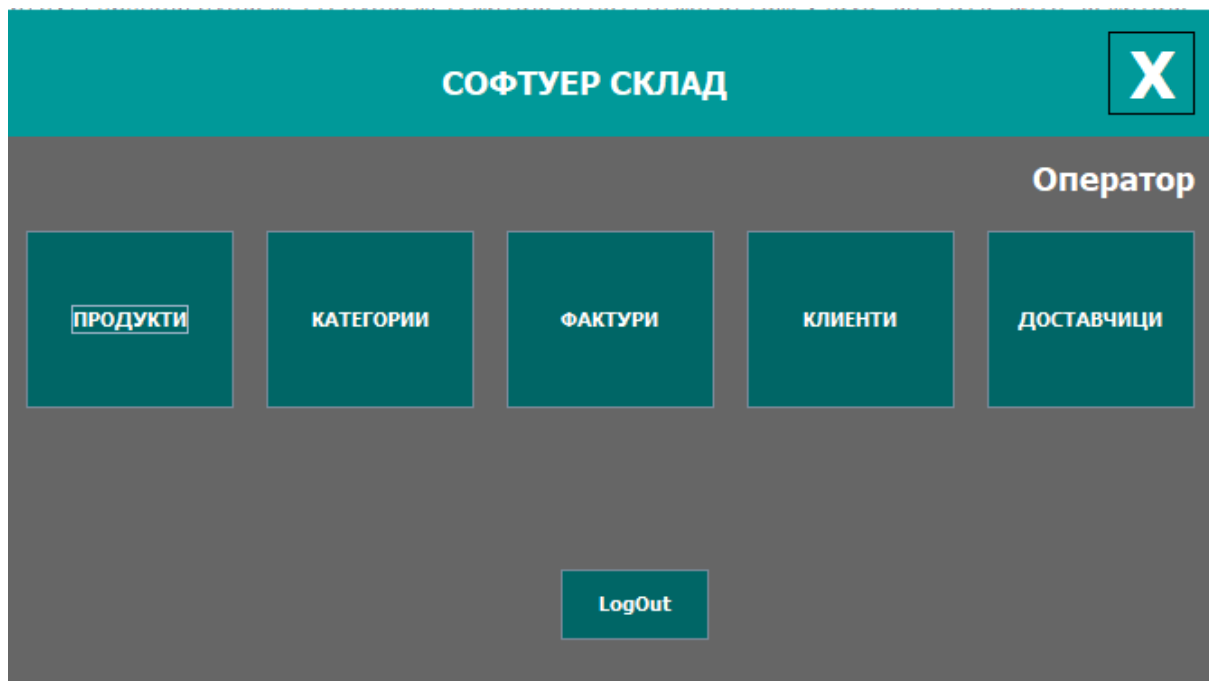 СОФТУЕР СКЛАД
X
Оператор
ПРОДУКТИ
КАТЕГОРИИ
ФАКТУРИ
КЛИЕНТИ
ДОСТАВЧИЦИ
LogOut